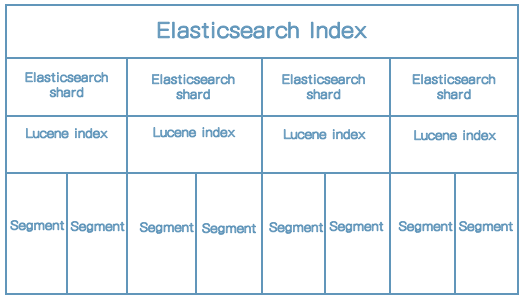 Elasticsearch Index
Elasticsearch shard
Elasticsearch shard
Elasticsearch shard
Elasticsearch shard
Lucene index
Lucene index
Lucene index
Lucene index
Segment
Segment
Segment
Segment
Segment
Segment
Segment
Segment